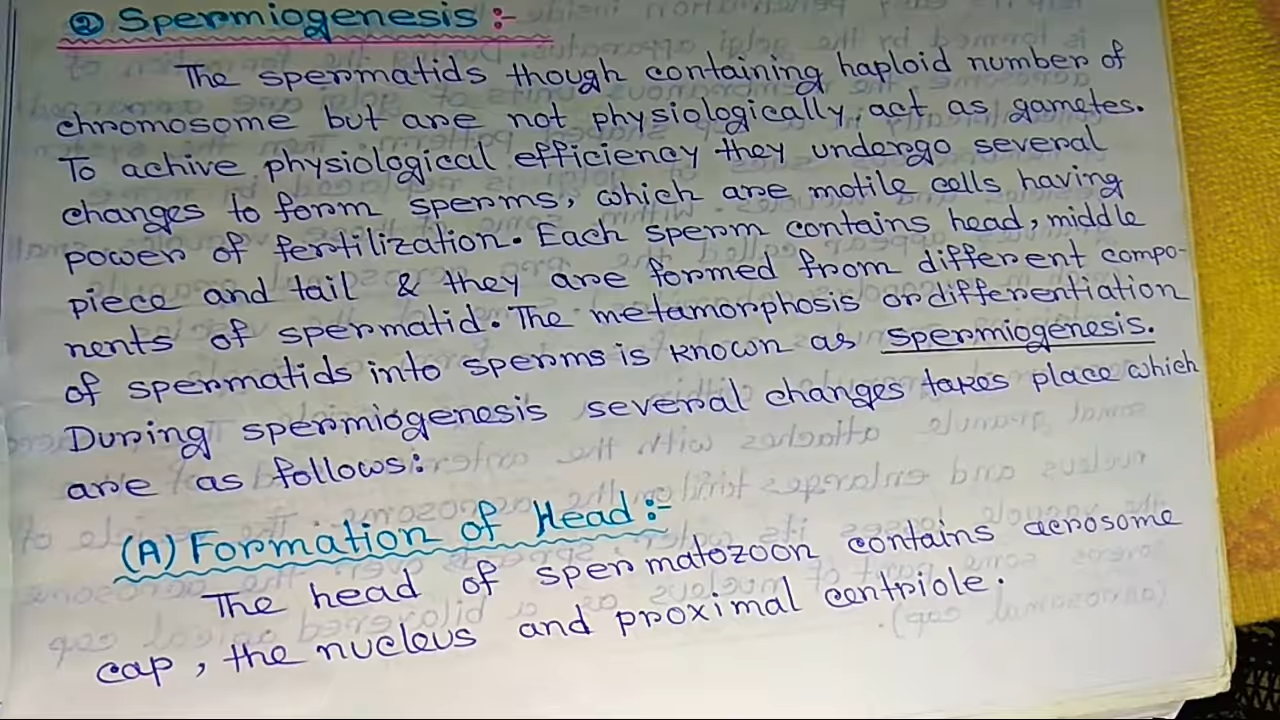 ② Spermiogenesis :-
The spermatids though containing haploid number of
chromosome but are not physiologically act as gametes.
To achive physiological efficiency they undergo several
changes to form sperms, which are motile cells having
power of fertilization. Each sperm contains head, middle
piece and tail & they are formed from different compo-
nents of spermatid. The metamorphosis or differentiation
of spermatids into sperms is known as spermiogenesis.
During spermiogenesis several changes takes place which
are as follows:
(A) Formation of Head :-
The head of spermatozoon contains acrosome
cap, the nucleus and proximal centriole.